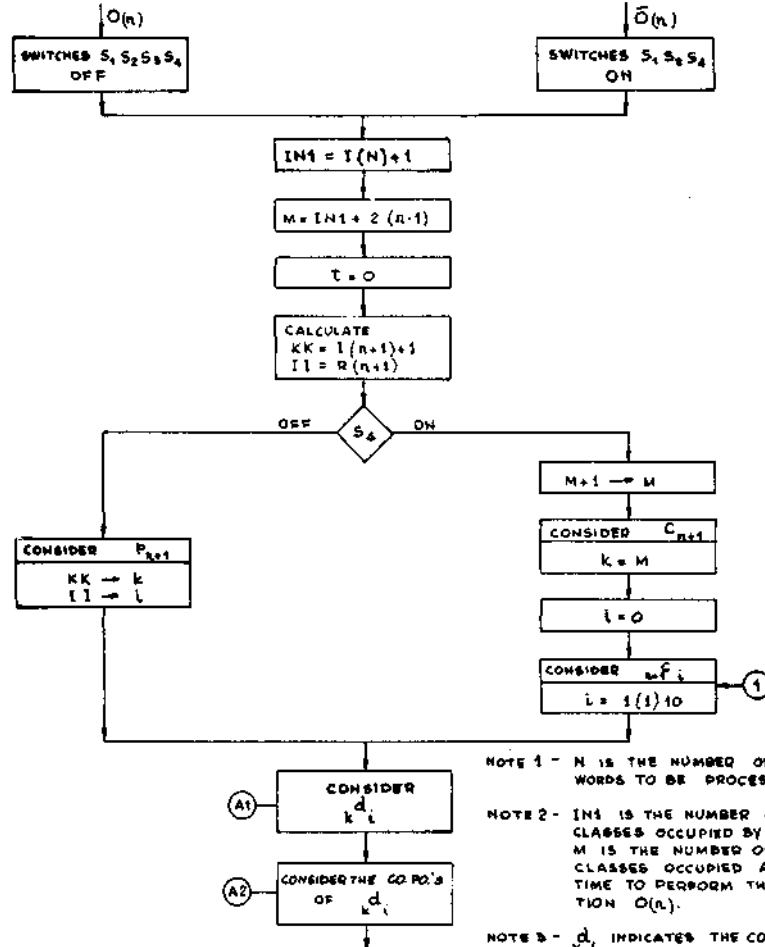 O(n)
Ō(n)
SWITCHES S₁ S₂ S₃ S₄
OFF
SWITCHES S₁ S₂ S₄
ON
IN1 = I(N)+1
M = IN1 + 2(n-1)
t = 0
CALCULATE
KK = I(n+1)+1
I1 = R(n+1)
OFF
S₄
ON
M+1 → M
CONSIDER Pₙ₊₁
KK → k
I1 → i
CONSIDER Cₙ₊₁
k = M
i = 0
CONSIDER
i = 1(1)10
1
A1
CONSIDER
ₖdᵢ
A2
CONSIDER THE CO.PO.'S
OF ₖdᵢ
NOTE 1 - N IS THE NUMBER OF
WORDS TO BE PROCES
NOTE 2 - IN1 IS THE NUMBER
CLASSES OCCUPIED BY
M IS THE NUMBER OF
CLASSES OCCUPIED A
TIME TO PERFORM TH
TION O(n).
NOTE 3 - dᵢ INDICATES THE CO